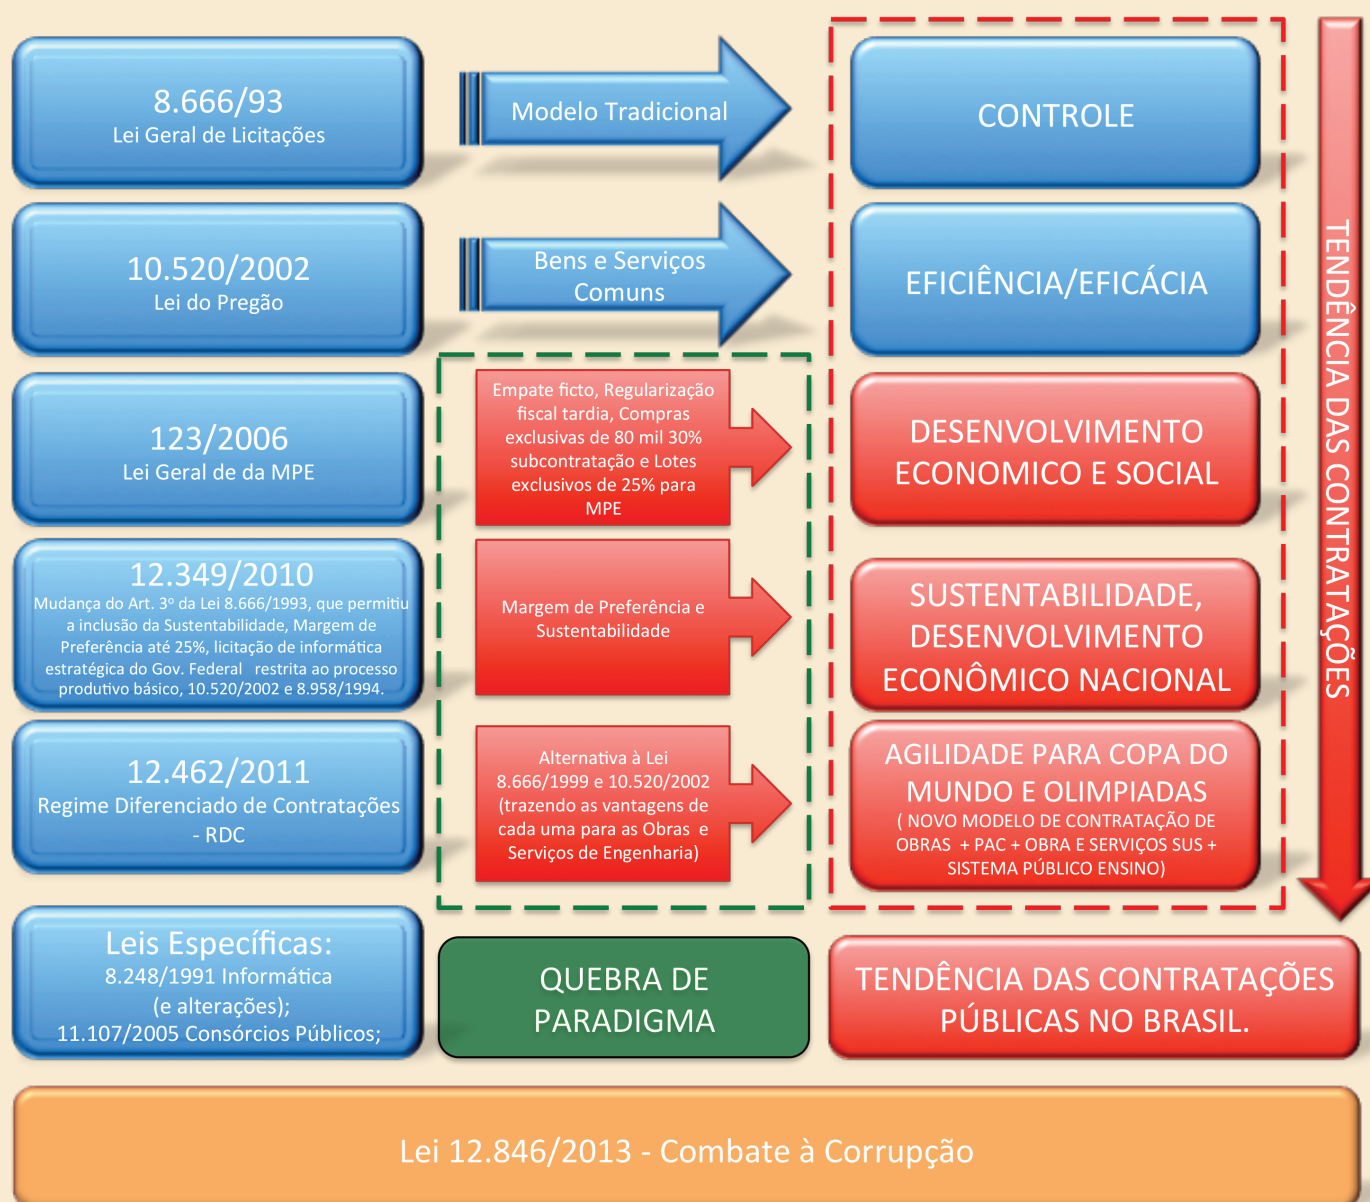 8.666/93
Lei Geral de Licitações
Modelo Tradicional
CONTROLE
10.520/2002
Lei do Pregão
Bens e Serviços
Comuns
EFICIÊNCIA/EFICÁCIA
123/2006
Lei Geral de da MPE
Empate ficto, Regularização
fiscal tardia, Compras
exclusivas de 80 mil 30%
subcontratação e Lotes
exclusivos de 25% para
MPE
DESENVOLVIMENTO
ECONOMICO E SOCIAL
12.349/2010
Mudança do Art. 3º da Lei 8.666/1993, que permitiu
a inclusão da Sustentabilidade, Margem de
Preferência até 25%, licitação de informática
estratégica do Gov. Federal restrita ao processo
produtivo básico, 10.520/2002 e 8.958/1994.
Margem de Preferência e
Sustentabilidade
SUSTENTABILIDADE,
DESENVOLVIMENTO
ECONÔMICO NACIONAL
12.462/2011
Regime Diferenciado de Contratações
- RDC
Alternativa à Lei
8.666/1999 e 10.520/2002
(trazendo as vantagens de
cada uma para as Obras e
Serviços de Engenharia)
AGILIDADE PARA COPA DO
MUNDO E OLIMPIADAS
( NOVO MODELO DE CONTRATAÇÃO DE
OBRAS + PAC + OBRA E SERVIÇOS SUS +
SISTEMA PÚBLICO ENSINO)
TENDÊNCIA DAS CONTRATAÇÕES
Leis Específicas:
8.248/1991 Informática
(e alterações);
11.107/2005 Consórcios Públicos;
QUEBRA DE
PARADIGMA
TENDÊNCIA DAS CONTRATAÇÕES
PÚBLICAS NO BRASIL.
Lei 12.846/2013 - Combate à Corrupção